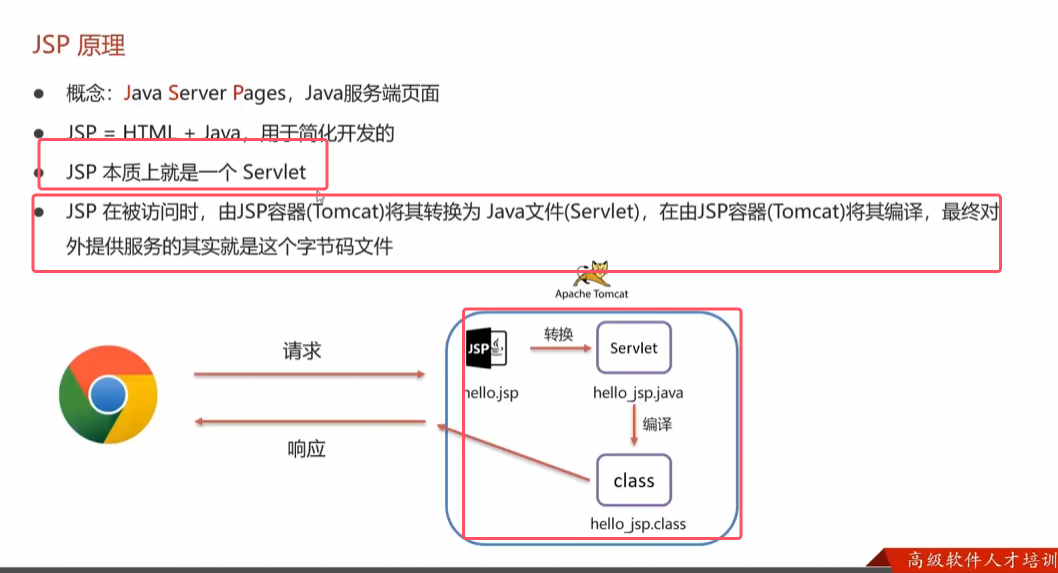 JSP 原理
概念：Java Server Pages，Java服务端页面
JSP = HTML + Java，用于简化开发的
JSP 本质上就是一个 Servlet
JSP 在被访问时，由JSP容器(Tomcat)将其转换为 Java文件(Servlet)，在由JSP容器(Tomcat)将其编译，最终对
外提供服务的其实就是这个字节码文件
Apache Tomcat
请求
响应
JSP
转换
Servlet
hello.jsp
hello_jsp.java
编译
class
hello_jsp.class
高级软件人才培训